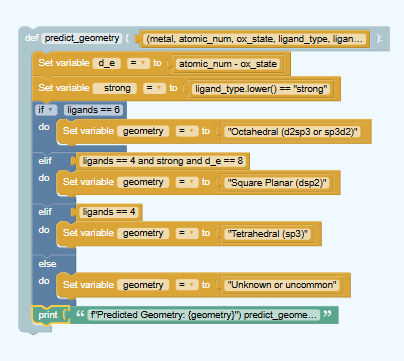 def predict_geometry ( (metal, atomic_num, ox_state, ligand_type, ligan... ):
Set variable d_e = to atomic_num - ox_state
Set variable strong = to ligand_type.lower() == "strong"
if ligands == 6
do Set variable geometry = to "Octahedral (d2sp3 or sp3d2)"
elif ligands == 4 and strong and d_e == 8
do Set variable geometry = to "Square Planar (dsp2)"
elif ligands == 4
do Set variable geometry = to "Tetrahedral (sp3)"
else
do Set variable geometry = to "Unknown or uncommon"
print “ f"Predicted Geometry: {geometry}") predict_geome... ”